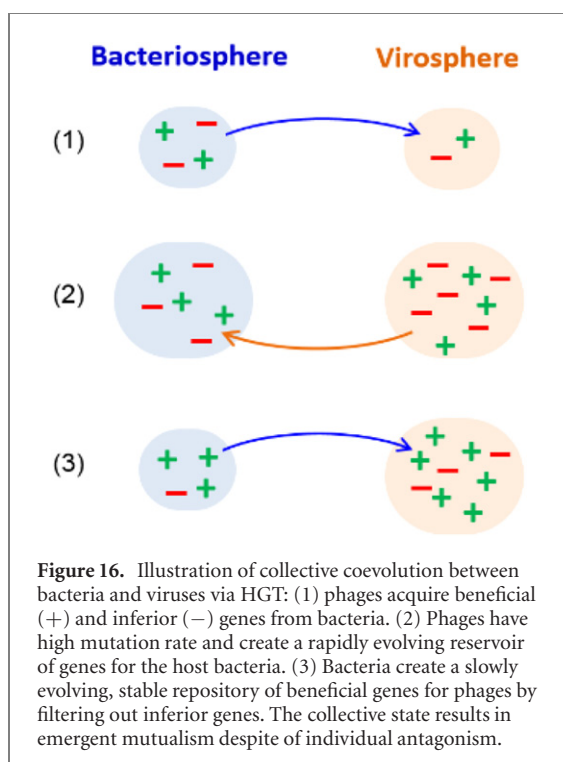 Bacteriosphere Virosphere
(1)
+ − − + + −
(2)
+ − − + + − + − + − − + − − +
(3)
+ + − + + + + − − + + +
Figure 16. Illustration of collective coevolution between
bacteria and viruses via HGT: (1) phages acquire beneficial
(+) and inferior (−) genes from bacteria. (2) Phages have
high mutation rate and create a rapidly evolving reservoir
of genes for the host bacteria. (3) Bacteria create a slowly
evolving, stable repository of beneficial genes for phages by
filtering out inferior genes. The collective state results in
emergent mutualism despite of individual antagonism.